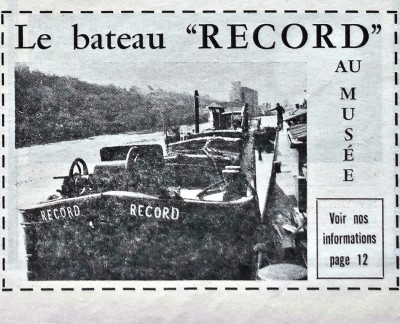 Le bateau “RECORD”
AU
MUSÉE
RECORD
RECORD
Voir nos
informations
page 12